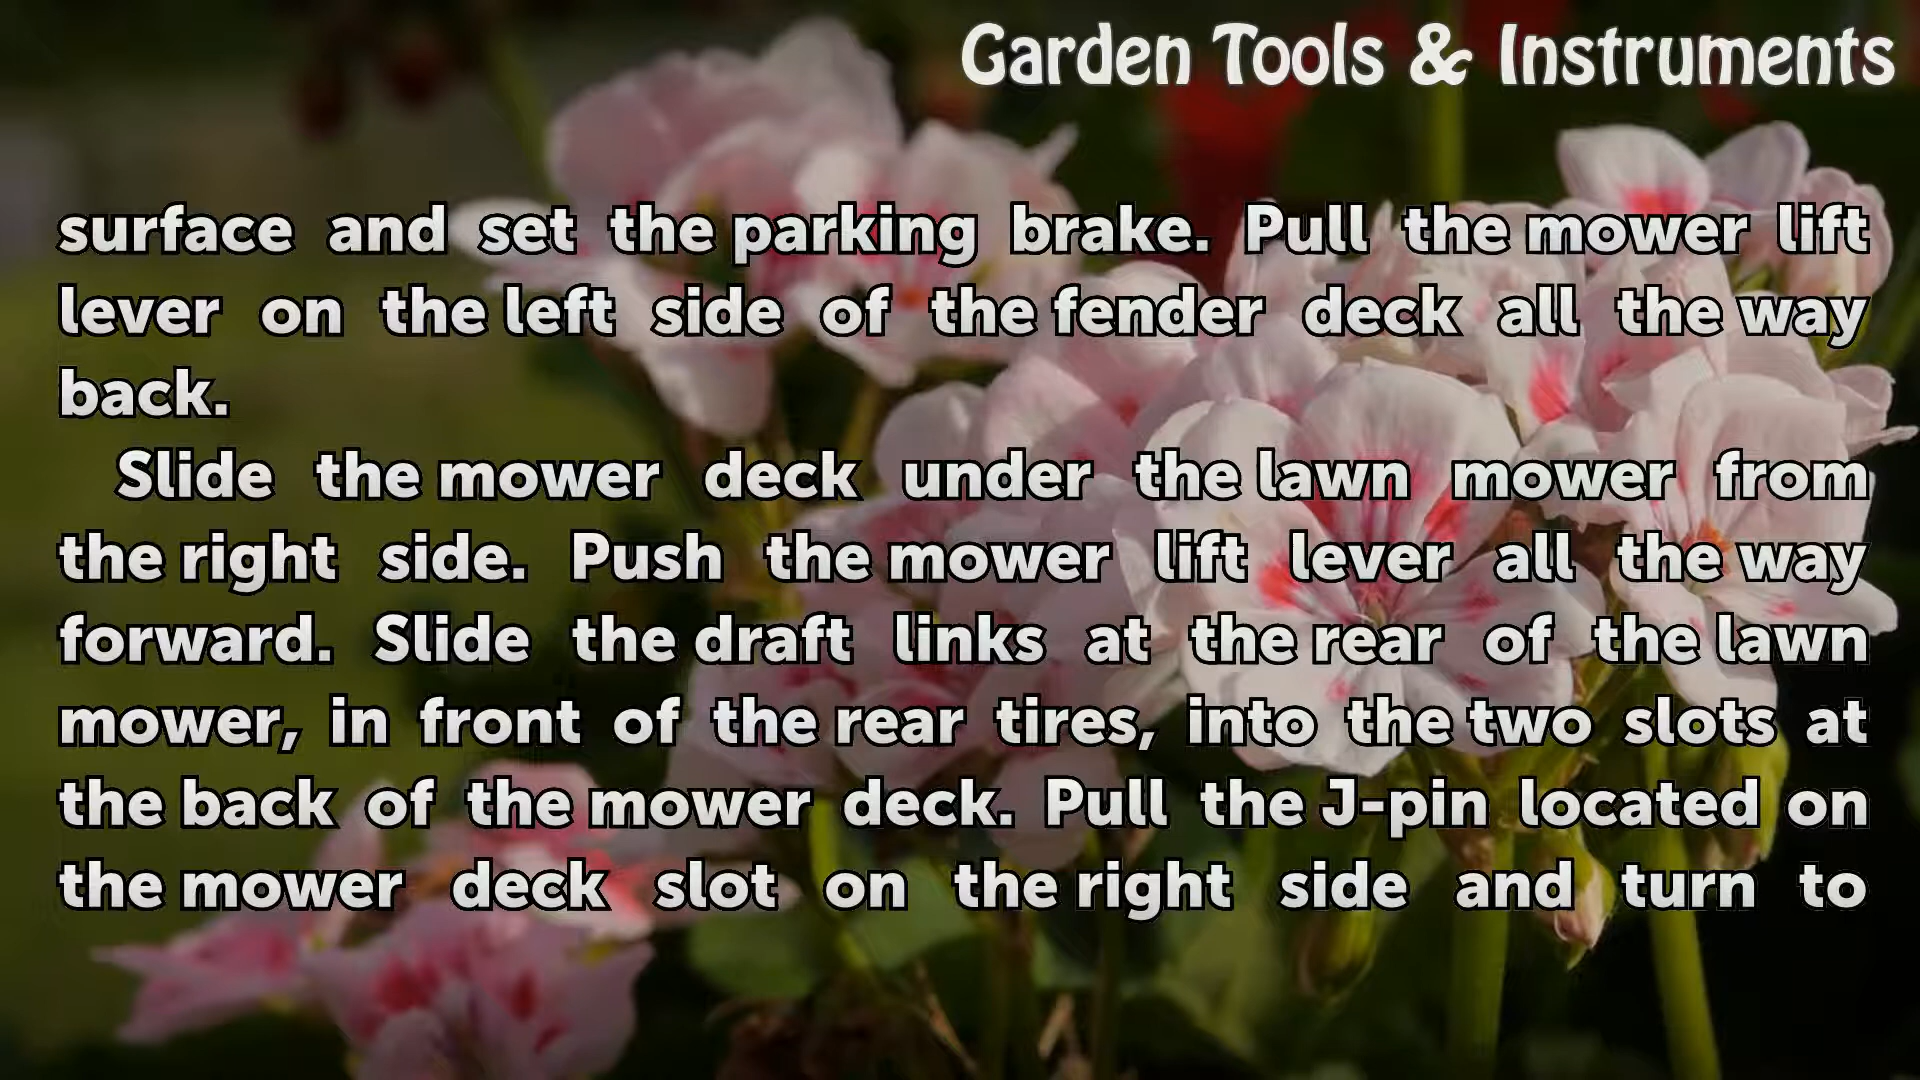 Garden Tools & Instruments
surface and set the parking brake. Pull the mower lift
lever on the left side of the fender deck all the way
back.
Slide the mower deck under the lawn mower from
the right side. Push the mower lift lever all the way
forward. Slide the draft links at the rear of the lawn
mower, in front of the rear tires, into the two slots at
the back of the mower deck. Pull the J-pin located on
the mower deck slot on the right side and turn to